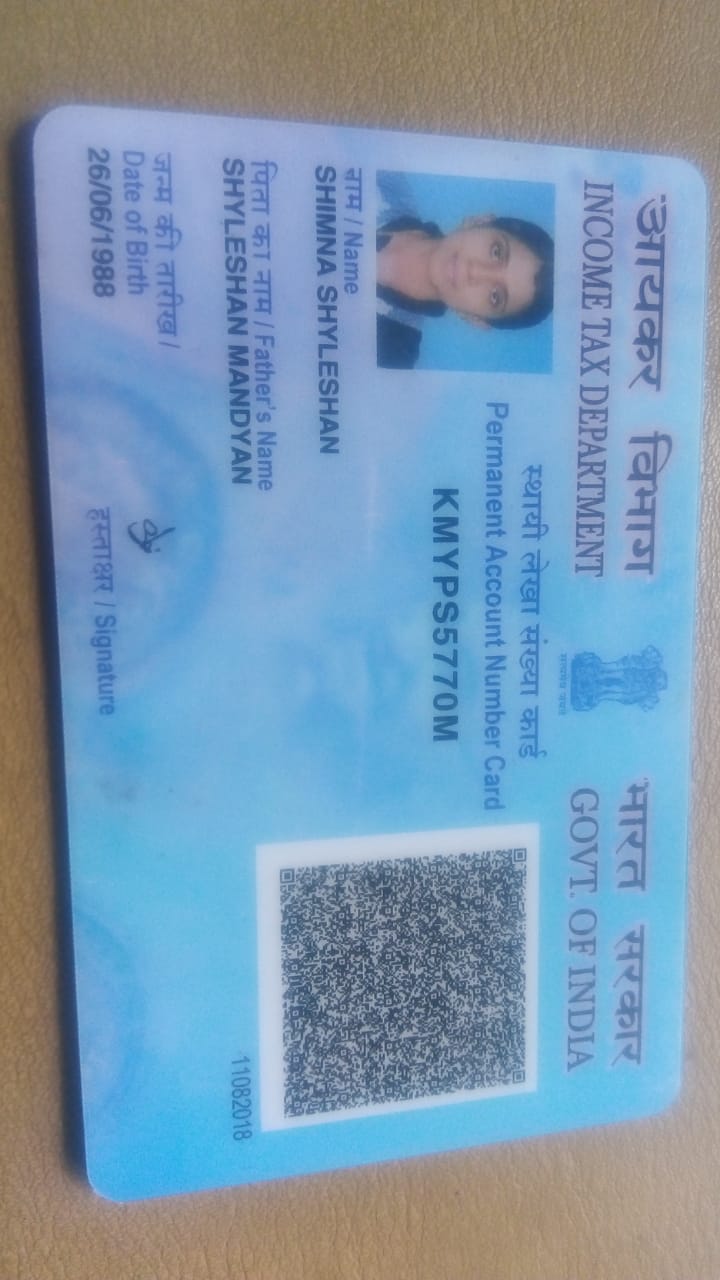 आयकर विभाग
INCOME TAX DEPARTMENT
भारत सरकार
GOVT. OF INDIA
सत्यमेव जयते
स्थायी लेखा संख्या कार्ड
Permanent Account Number Card
KMYPS5770M
नाम / Name
SHIMNA SHYLESHAN
पिता का नाम / Father's Name
SHYLESHAN MANDYAN
जन्म की तारीख /
Date of Birth
26/06/1988
हस्ताक्षर / Signature
11082018